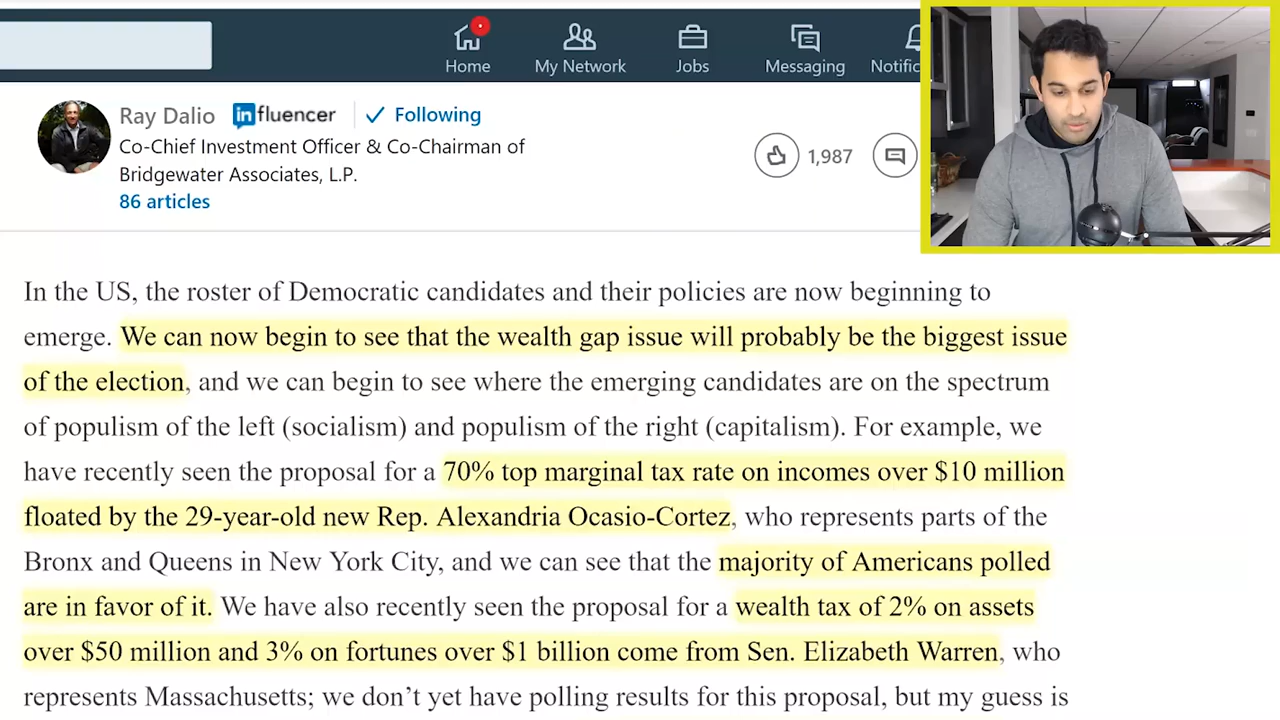 Home
My Network
Jobs
Messaging
Notific
Ray Dalio influencer Following
Co-Chief Investment Officer & Co-Chairman of
Bridgewater Associates, L.P.
86 articles
1,987
In the US, the roster of Democratic candidates and their policies are now beginning to
emerge. We can now begin to see that the wealth gap issue will probably be the biggest issue
of the election, and we can begin to see where the emerging candidates are on the spectrum
of populism of the left (socialism) and populism of the right (capitalism). For example, we
have recently seen the proposal for a 70% top marginal tax rate on incomes over $10 million
floated by the 29-year-old new Rep. Alexandria Ocasio-Cortez, who represents parts of the
Bronx and Queens in New York City, and we can see that the majority of Americans polled
are in favor of it. We have also recently seen the proposal for a wealth tax of 2% on assets
over $50 million and 3% on fortunes over $1 billion come from Sen. Elizabeth Warren, who
represents Massachusetts; we don’t yet have polling results for this proposal, but my guess is